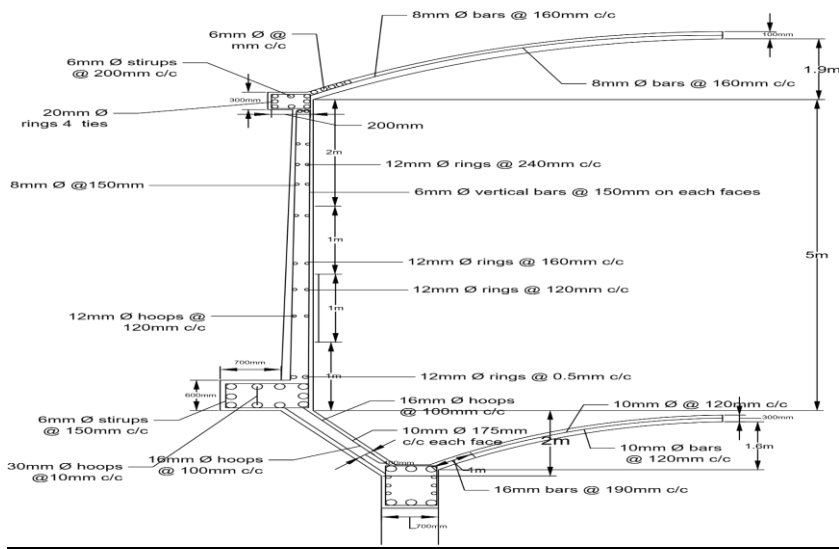 8mm Ø bars @ 160mm c/c
6mm Ø @
mm c/c
100mm
6mm Ø stirups
@ 200mm c/c
1.9m
8mm Ø bars @ 160mm c/c
300mm
20mm Ø
rings 4 ties
200mm
2m
12mm Ø rings @ 240mm c/c
8mm Ø @150mm
6mm Ø vertical bars @ 150mm on each faces
1m
5m
12mm Ø rings @ 160mm c/c
1m
12mm Ø rings @ 120mm c/c
12mm Ø hoops @
120mm c/c
1m
700mm
12mm Ø rings @ 0.5mm c/c
600mm
16mm Ø hoops
@ 100mm c/c
10mm Ø @ 120mm c/c
300mm
6mm Ø stirups
@ 150mm c/c
10mm Ø 175mm
c/c each face
2m
10mm Ø bars
@ 120mm c/c
1.6m
30mm Ø hoops
@10mm c/c
16mm Ø hoops
@ 100mm c/c
1m
16mm bars @ 190mm c/c
700mm